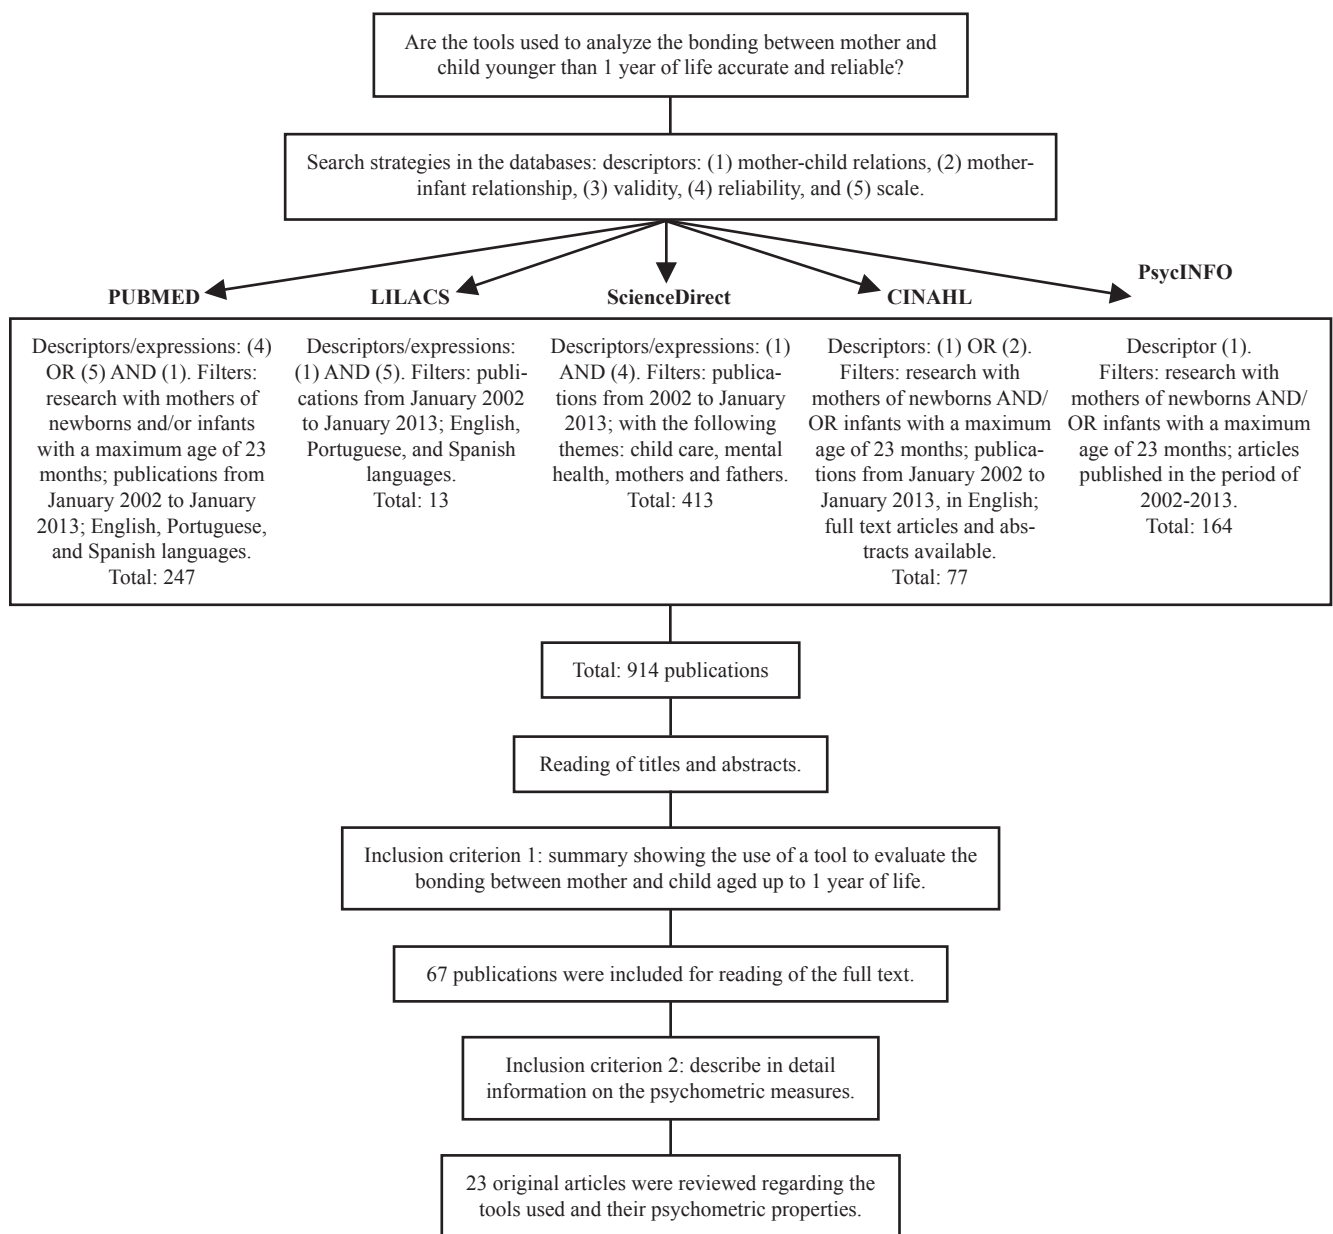 Are the tools used to analyze the bonding between mother and
child younger than 1 year of life accurate and reliable?
Search strategies in the databases: descriptors: (1) mother-child relations, (2) mother-
infant relationship, (3) validity, (4) reliability, and (5) scale.
PUBMED
LILACS
ScienceDirect
CINAHL
PsycINFO
Descriptors/expressions: (4)
OR (5) AND (1). Filters:
research with mothers of
newborns and/or infants
with a maximum age of 23
months; publications from
January 2002 to January
2013; English, Portuguese,
and Spanish languages.
Total: 247
Descriptors/expressions:
(1) AND (5). Filters: publi-
cations from January 2002
to January 2013; English,
Portuguese, and Spanish
languages.
Total: 13
Descriptors/expressions: (1)
AND (4). Filters: publica-
tions from 2002 to January
2013; with the following
themes: child care, mental
health, mothers and fathers.
Total: 413
Descriptors: (1) OR (2).
Filters: research with
mothers of newborns AND/
OR infants with a maximum
age of 23 months; publica-
tions from January 2002 to
January 2013, in English;
full text articles and abs-
tracts available.
Total: 77
Descriptor (1).
Filters: research with
mothers of newborns AND/
OR infants with a maximum
age of 23 months; articles
published in the period of
2002-2013.
Total: 164
Total: 914 publications
Reading of titles and abstracts.
Inclusion criterion 1: summary showing the use of a tool to evaluate the
bonding between mother and child aged up to 1 year of life.
67 publications were included for reading of the full text.
Inclusion criterion 2: describe in detail
information on the psychometric measures.
23 original articles were reviewed regarding the
tools used and their psychometric properties.